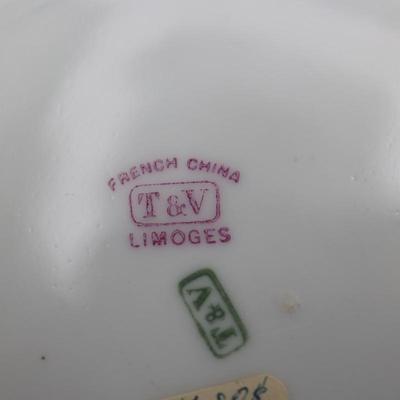 FRENCH CHINA
T & V
LIMOGES
T & V